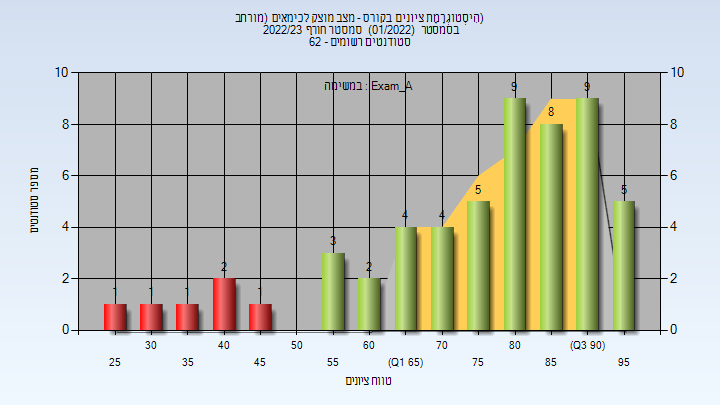 היסטוגרמת ציונים בקורס - מצב מוצק לכימאים (מורחב)
בסמסטר (01/2022) סמסטר חורף 2022/23
סטודנטים רשומים - 62
במשימה : Exam_A
10 10
8 8
6 6
4 4
2 2
0 0
1 1 1 2 1 3 2 4 4 5 9 8 9 5
מספר סטודנטים
30 40 50 60 70 80 (Q3 90)
25 35 45 55 (Q1 65) 75 85 95
טווח ציונים